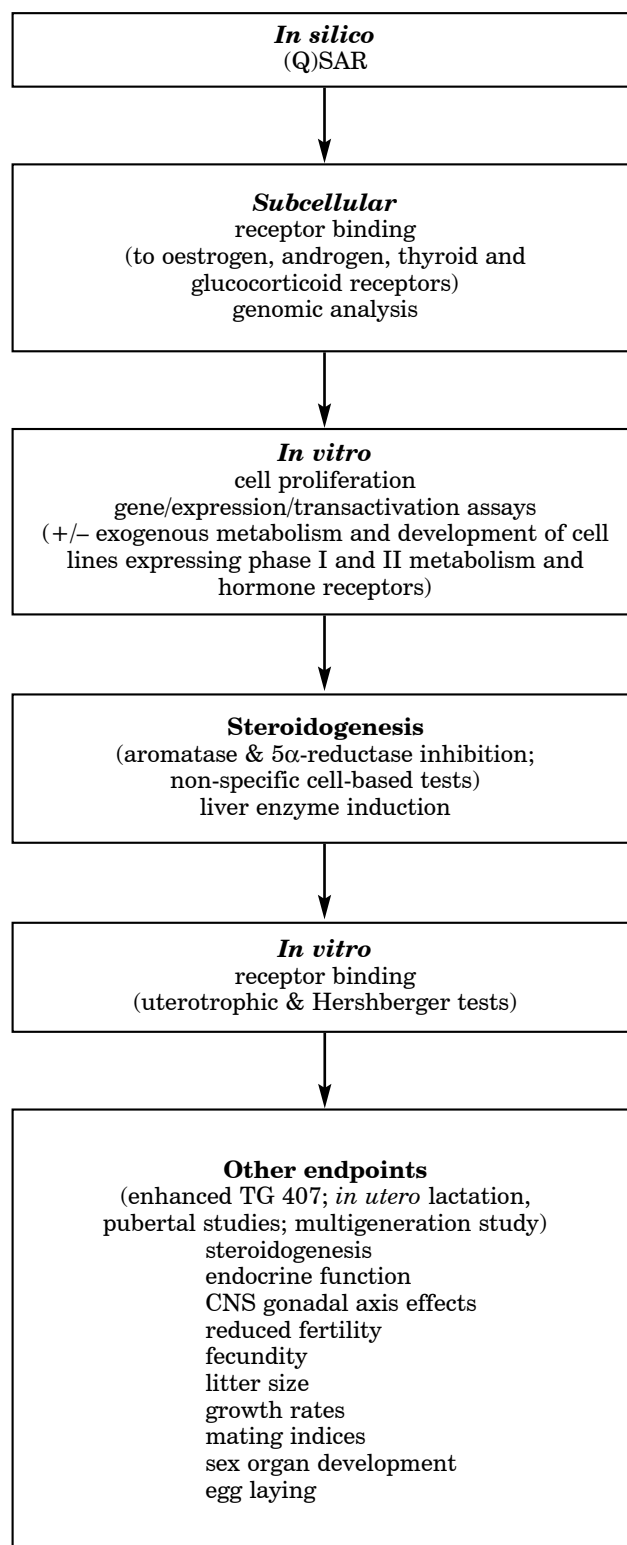 In silico
(Q)SAR
Subcellular
receptor binding
(to oestrogen, androgen, thyroid and
glucocorticoid receptors)
genomic analysis
In vitro
cell proliferation
gene/expression/transactivation assays
(+/– exogenous metabolism and development of cell
lines expressing phase I and II metabolism and
hormone receptors)
Steroidogenesis
(aromatase & 5α-reductase inhibition;
non-specific cell-based tests)
liver enzyme induction
In vitro
receptor binding
(uterotrophic & Hershberger tests)
Other endpoints
(enhanced TG 407; in utero lactation,
pubertal studies; multigeneration study)
steroidogenesis
endocrine function
CNS gonadal axis effects
reduced fertility
fecundity
litter size
growth rates
mating indices
sex organ development
egg laying